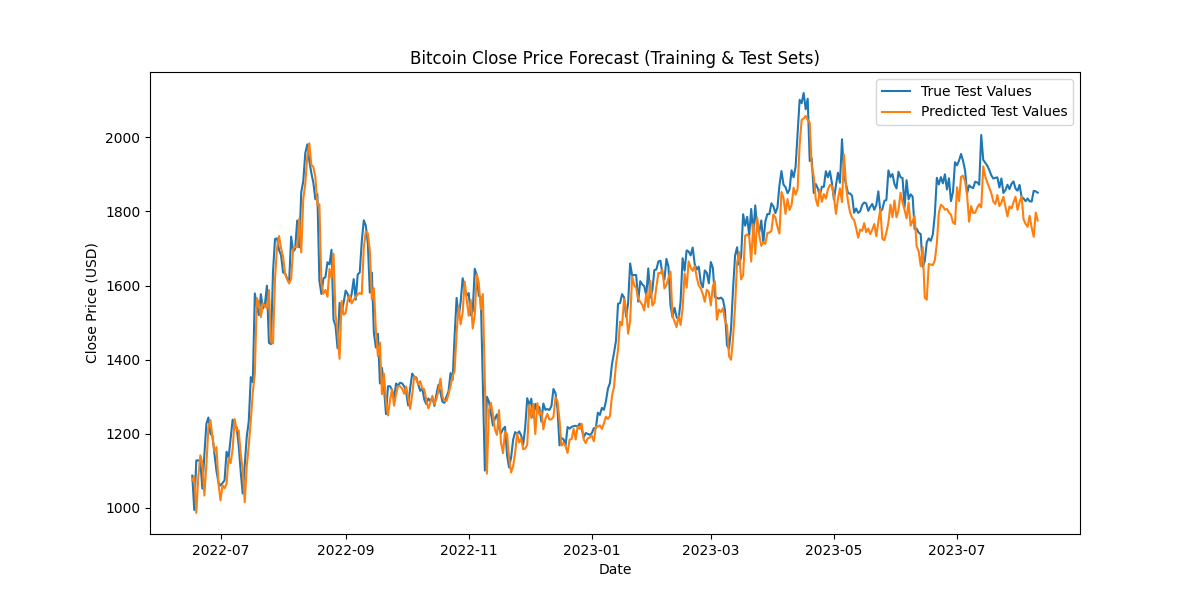 Bitcoin Close Price Forecast (Training & Test Sets)
True Test Values
Predicted Test Values
Close Price (USD)
2000
1800
1600
1400
1200
1000
2022-07
2022-09
2022-11
2023-01
2023-03
2023-05
2023-07
Date